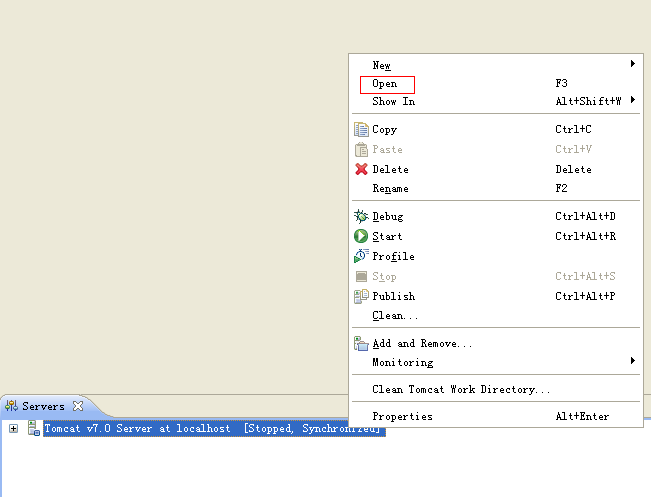 New
Open F3
Show In Alt+Shift+W
Copy Ctrl+C
Paste Ctrl+V
Delete Delete
Rename F2
Debug Ctrl+Alt+D
Start Ctrl+Alt+R
Profile
Stop Ctrl+Alt+S
Publish Ctrl+Alt+P
Clean...
Add and Remove...
Monitoring
Clean Tomcat Work Directory...
Properties Alt+Enter
Servers
Tomcat v7.0 Server at localhost [Stopped, Synchronized]